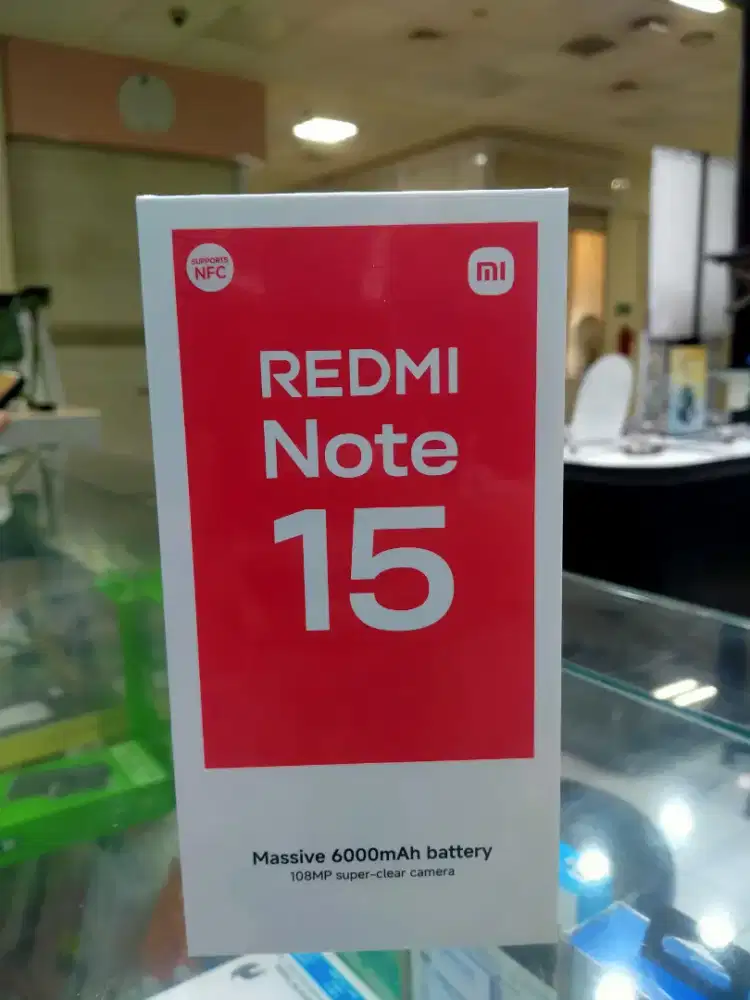 SUPPORTS
NFC
mi
REDMI
Note
15
Massive 6000mAh battery
108MP super-clear camera